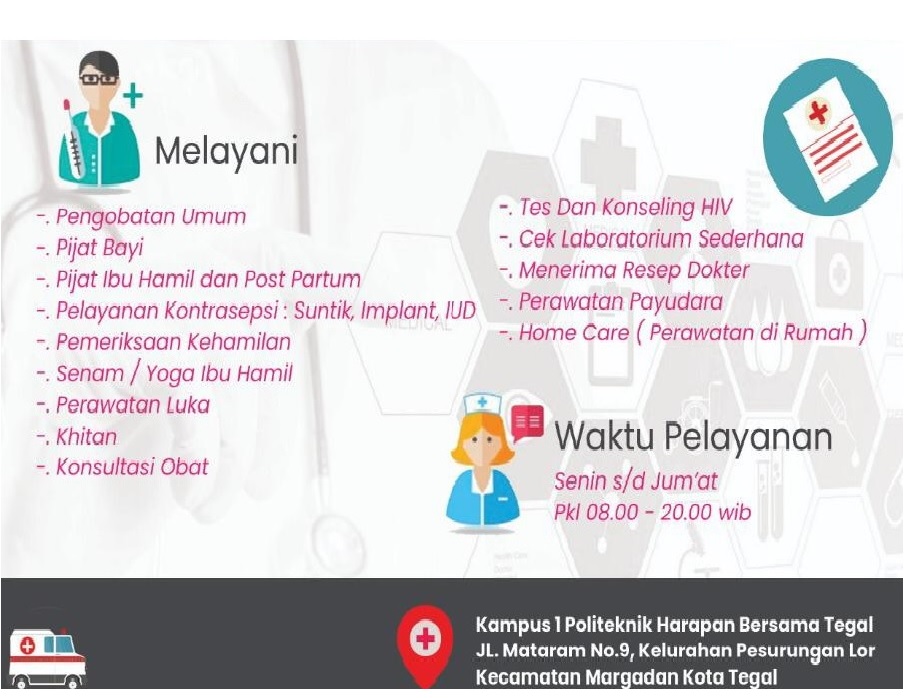 Melayani
-. Pengobatan Umum
-. Pijat Bayi
-. Pijat Ibu Hamil dan Post Partum
-. Pelayanan Kontrasepsi : Suntik, Implant, IUD
-. Pemeriksaan Kehamilan
-. Senam / Yoga Ibu Hamil
-. Perawatan Luka
-. Khitan
-. Konsultasi Obat
-. Tes Dan Konseling HIV
-. Cek Laboratorium Sederhana
-. Menerima Resep Dokter
-. Perawatan Payudara
-. Home Care ( Perawatan di Rumah )
Waktu Pelayanan
Senin s/d Jum'at
Pkl 08.00 - 20.00 wib
Kampus 1 Politeknik Harapan Bersama Tegal
JL. Mataram No.9, Kelurahan Pesurungan Lor
Kecamatan Margadan Kota Tegal
MEDICAL